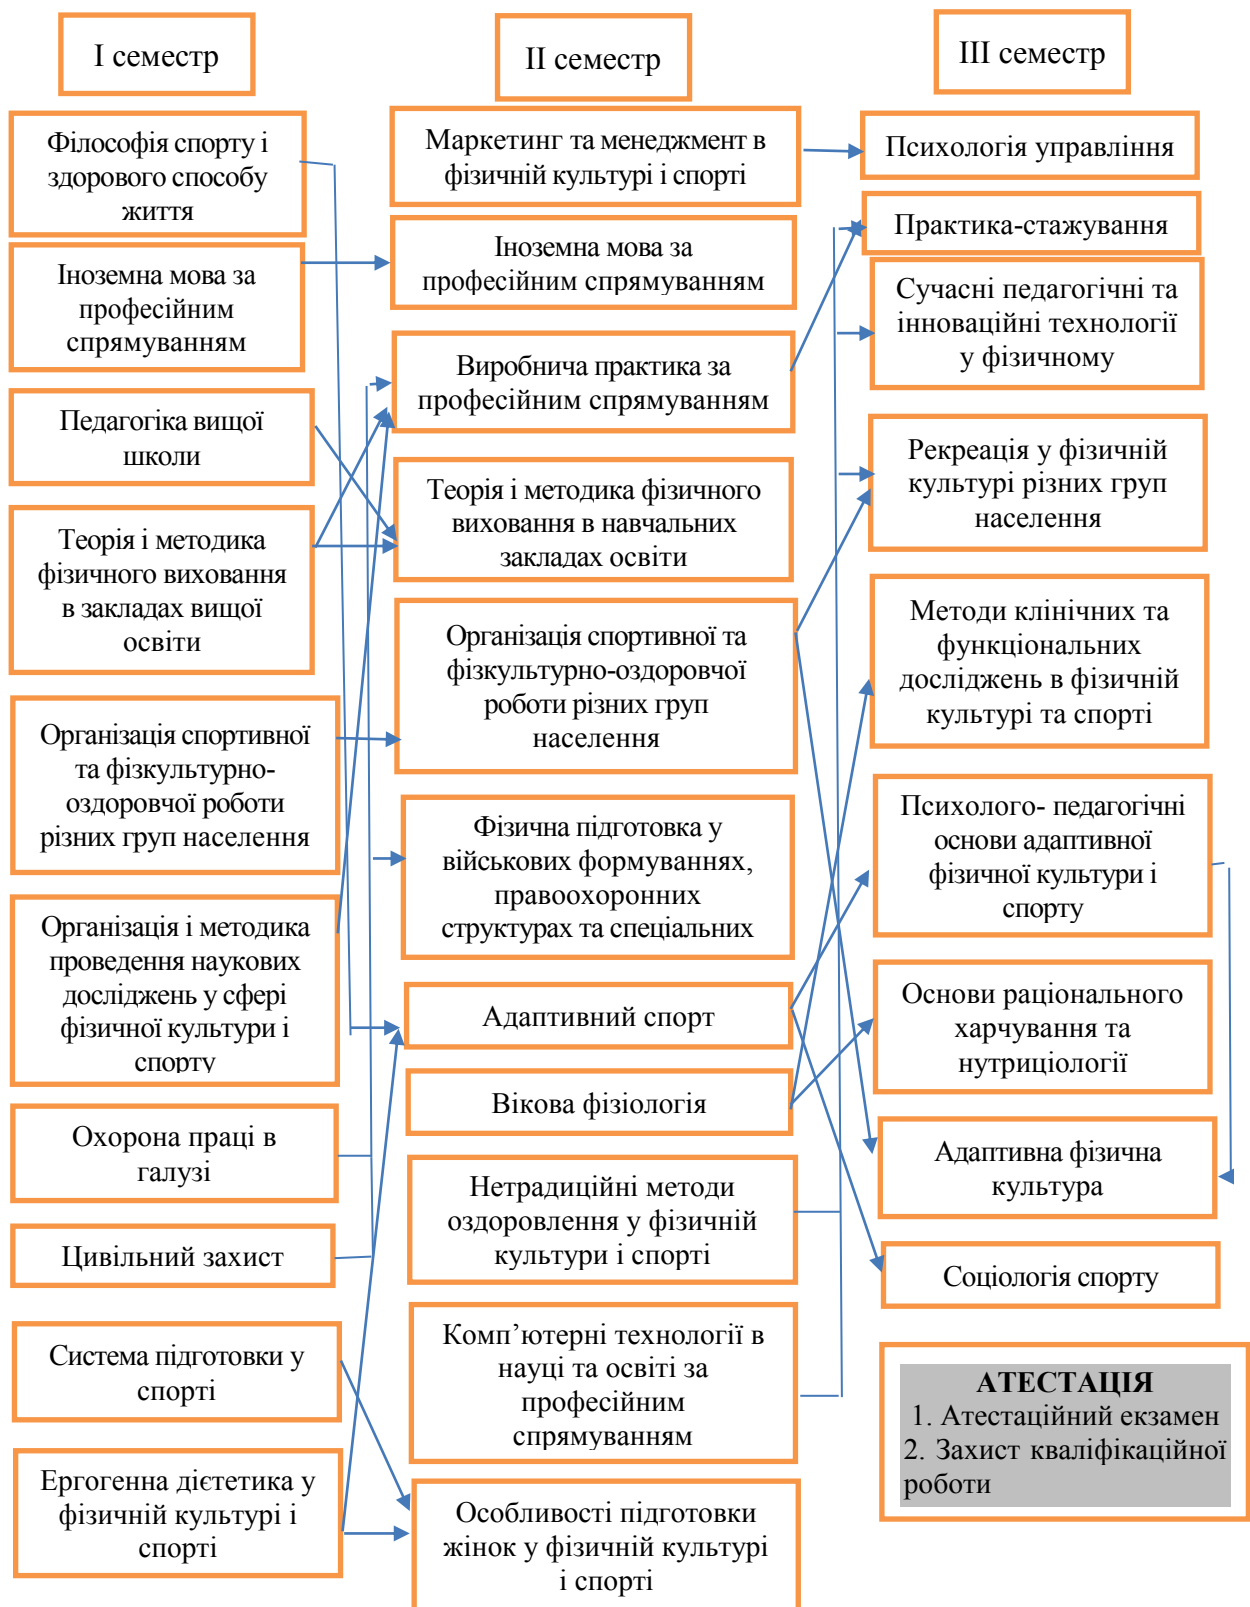 І семестр
Філософія спорту і
здорового способу
життя
Іноземна мова за
професійним
спрямуванням
Педагогіка вищої
школи
Теорія і методика
фізичного виховання
в закладах вищої
освіти
Організація спортивної
та фізкультурно-
оздоровчої роботи
різних груп населення
Організація і методика
проведення наукових
досліджень у сфері
фізичної культури і
спорту
Охорона праці в
галузі
Цивільний захист
Система підготовки у
спорті
Ергогенна дієтетика у
фізичній культурі і
спорті
ІІ семестр
Маркетинг та менеджмент в
фізичній культурі і спорті
Іноземна мова за
професійним спрямуванням
Виробнича практика за
професійним спрямуванням
Теорія і методика фізичного
виховання в навчальних
закладах освіти
Організація спортивної та
фізкультурно-оздоровчої
роботи різних груп
населення
Фізична підготовка у
військових формуваннях,
правоохоронних
структурах та спеціальних
Адаптивний спорт
Вікова фізіологія
Нетрадиційні методи
оздоровлення у фізичній
культури і спорті
Комп’ютерні технології в
науці та освіті за
професійним
спрямуванням
Особливості підготовки
жінок у фізичній культурі
і спорті
ІІІ семестр
Психологія управління
Практика-стажування
Сучасні педагогічні та
інноваційні технології
у фізичному
Рекреація у фізичній
культурі різних груп
населення
Методи клінічних та
функціональних
досліджень в фізичній
культурі та спорті
Психолого- педагогічні
основи адаптивної
фізичної культури і
спорту
Основи раціонального
харчування та
нутриціології
Адаптивна фізична
культура
Соціологія спорту
АТЕСТАЦІЯ
1. Атестаційний екзамен
2. Захист кваліфікаційної
роботи